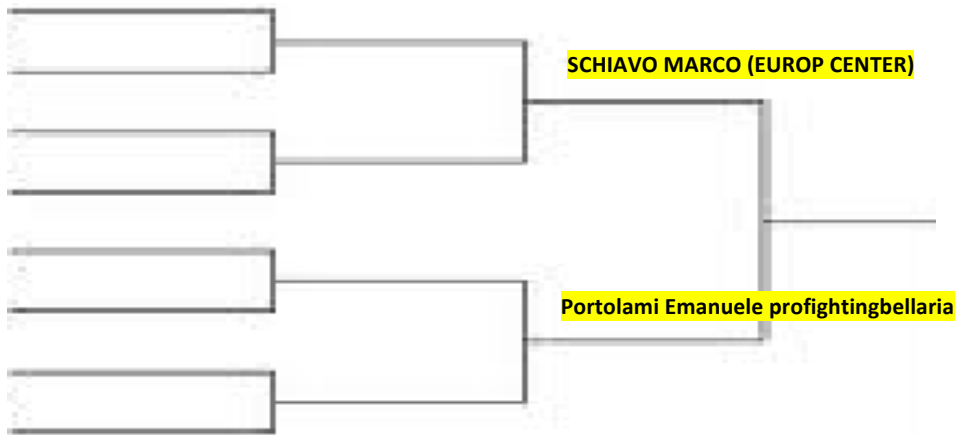 SCHIAVO MARCO (EUROP CENTER)
Portolami Emanuele profightingbellaria